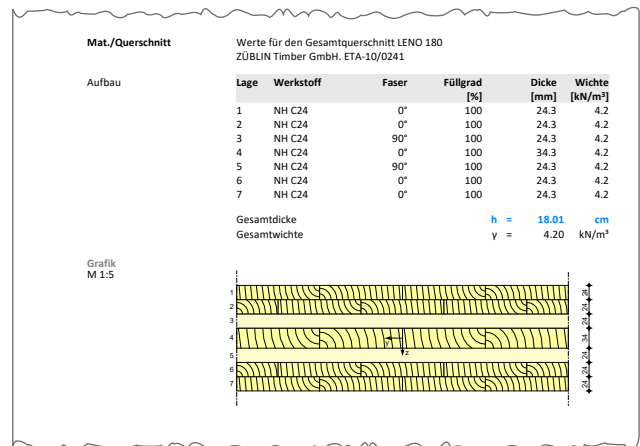 Mat./Querschnitt Werte für den Gesamtquerschnitt LENO 180
ZÜBLIN Timber GmbH. ETA-10/0241
Aufbau Lage Werkstoff Faser Füllgrad Dicke Wichte
[%] [mm] [kN/m³]
1 NH C24 0° 100 24.3 4.2
2 NH C24 0° 100 24.3 4.2
3 NH C24 90° 100 24.3 4.2
4 NH C24 0° 100 34.3 4.2
5 NH C24 90° 100 24.3 4.2
6 NH C24 0° 100 24.3 4.2
7 NH C24 0° 100 24.3 4.2
Gesamtdicke h = 18.01 cm
Gesamtwichte γ = 4.20 kN/m³
Grafik
M 1:5
1 24
2 24
3 24
4 y 34
z
5 24
6 24
7 24